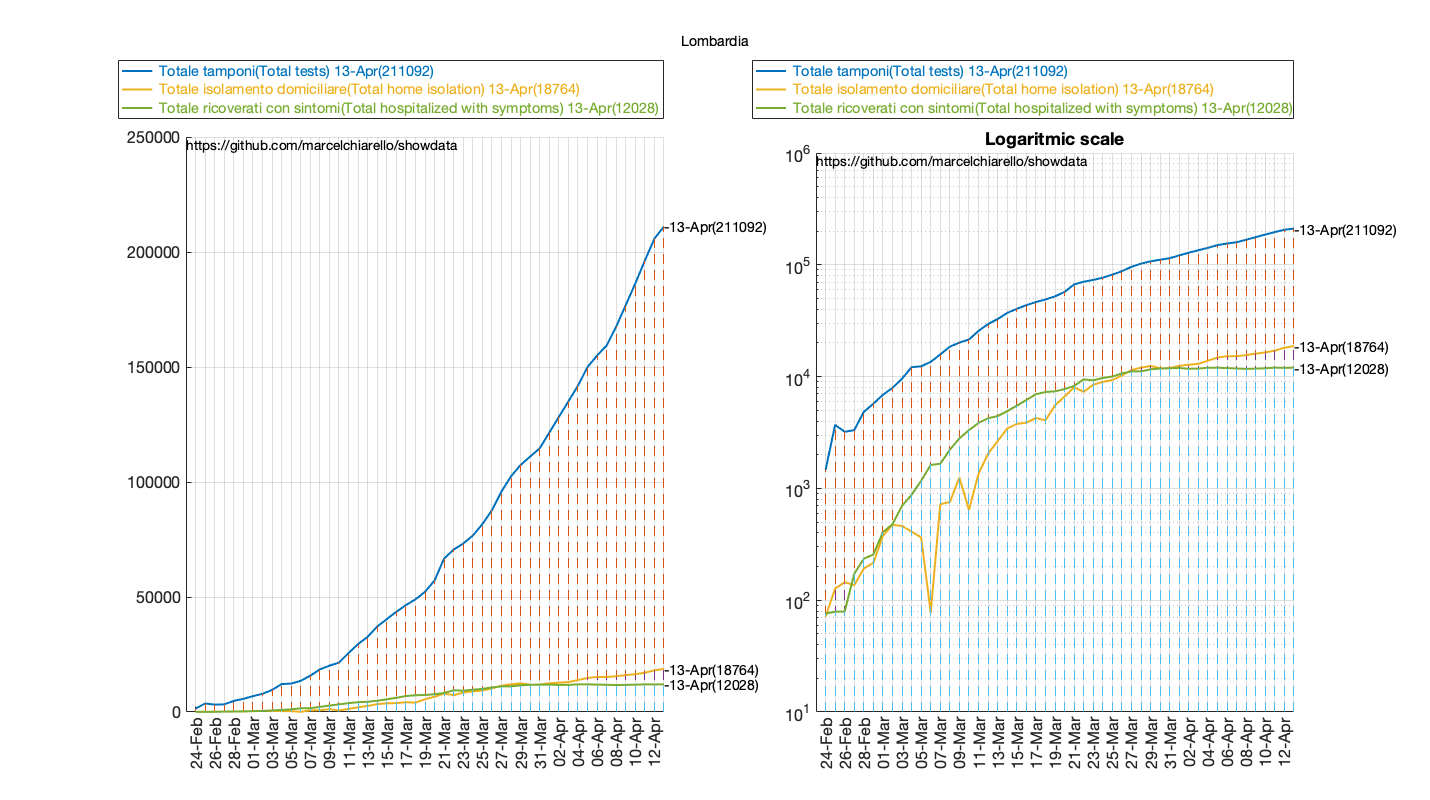 Lombardia
Totale tamponi(Total tests) 13-Apr(211092)
Totale isolamento domiciliare(Total home isolation) 13-Apr(18764)
Totale ricoverati con sintomi(Total hospitalized with symptoms) 13-Apr(12028)
250000
https://github.com/marcelchiarello/showdata
200000
150000
100000
50000
0
-13-Apr(211092)
-13-Apr(18764)
-13-Apr(12028)
24-Feb
26-Feb
28-Feb
01-Mar
03-Mar
05-Mar
07-Mar
09-Mar
11-Mar
13-Mar
15-Mar
17-Mar
19-Mar
21-Mar
23-Mar
25-Mar
27-Mar
29-Mar
31-Mar
02-Apr
04-Apr
06-Apr
08-Apr
10-Apr
12-Apr
Totale tamponi(Total tests) 13-Apr(211092)
Totale isolamento domiciliare(Total home isolation) 13-Apr(18764)
Totale ricoverati con sintomi(Total hospitalized with symptoms) 13-Apr(12028)
Logaritmic scale
10^6
https://github.com/marcelchiarello/showdata
10^5
10^4
10^3
10^2
10^1
-13-Apr(211092)
-13-Apr(18764)
-13-Apr(12028)
24-Feb
26-Feb
28-Feb
01-Mar
03-Mar
05-Mar
07-Mar
09-Mar
11-Mar
13-Mar
15-Mar
17-Mar
19-Mar
21-Mar
23-Mar
25-Mar
27-Mar
29-Mar
31-Mar
02-Apr
04-Apr
06-Apr
08-Apr
10-Apr
12-Apr